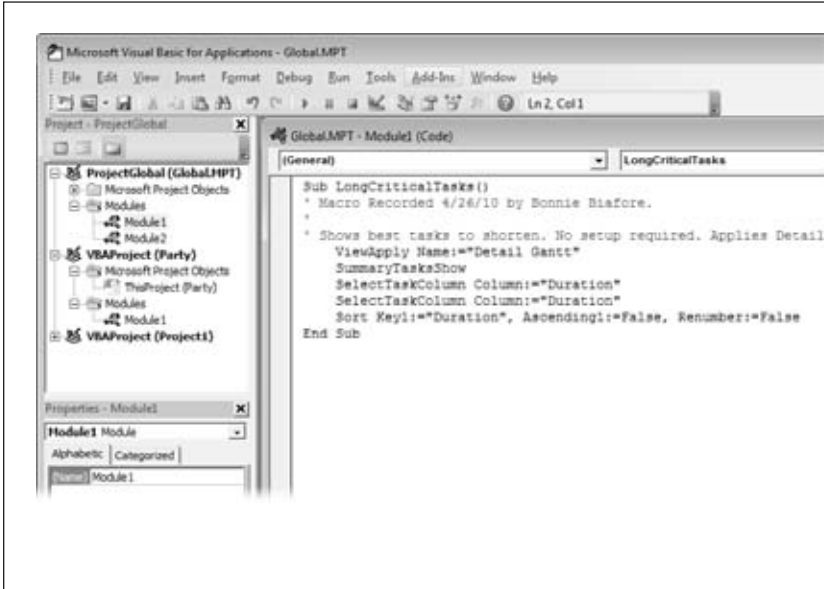 Microsoft Visual Basic for Applications - Global.MPT
File Edit View Insert Format Debug Run Tools Add-Ins Window Help
Ln 2, Col 1
Project - ProjectGlobal
ProjectGlobal (Global.MPT)
Microsoft Project Objects
Modules
Module1
Module2
VBAProject (Party)
Microsoft Project Objects
ThisProject (Party)
Modules
Module1
VBAProject (Project1)
Properties - Module1
Module1 Module
Alphabetic Categorized
(Name) Module1
Global.MPT - Module1 (Code)
(General) LongCriticalTasks
Sub LongCriticalTasks()
' Macro Recorded 4/26/10 by Bonnie Biafore.
'
' Shows best tasks to shorten. No setup required. Applies Detail
ViewApply Name:="Detail Gantt"
SummaryTasksShow
SelectTaskColumn Column:="Duration"
SelectTaskColumn Column:="Duration"
Sort Key1:="Duration", Ascending1:=False, Renumber:=False
End Sub